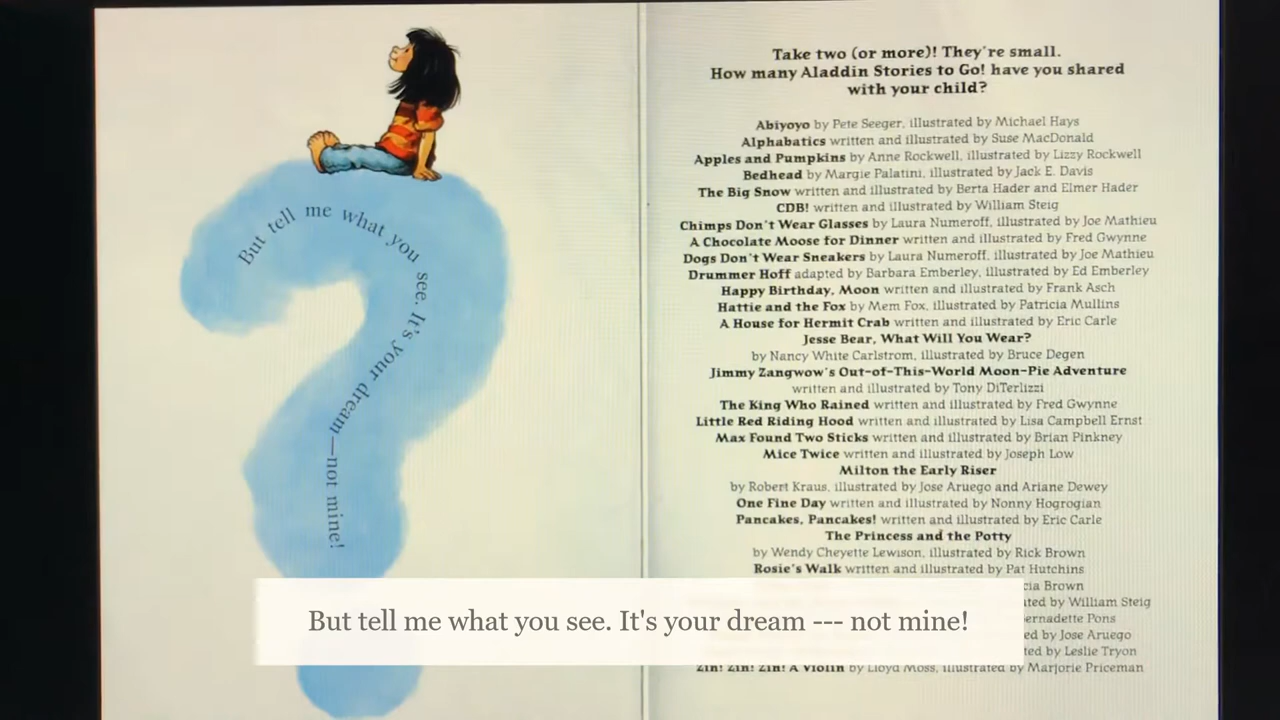 But tell me what you see. It's your dream—not mine!
Take two (or more)! They're small.
How many Aladdin Stories to Go! have you shared
with your child?
Abiyoyo by Pete Seeger, illustrated by Michael Hays
Alphabatics written and illustrated by Suse MacDonald
Apples and Pumpkins by Anne Rockwell, illustrated by Lizzy Rockwell
Bedhead by Margie Palatini, illustrated by Jack E. Davis
The Big Snow written and illustrated by Berta Hader and Elmer Hader
CDB! written and illustrated by William Steig
Chimps Don't Wear Glasses by Laura Numeroff, illustrated by Joe Mathieu
A Chocolate Moose for Dinner written and illustrated by Fred Gwynne
Dogs Don't Wear Sneakers by Laura Numeroff, illustrated by Joe Mathieu
Drummer Hoff adapted by Barbara Emberley, illustrated by Ed Emberley
Happy Birthday, Moon written and illustrated by Frank Asch
Hattie and the Fox by Mem Fox, illustrated by Patricia Mullins
A House for Hermit Crab written and illustrated by Eric Carle
Jesse Bear, What Will You Wear?
by Nancy White Carlstrom, illustrated by Bruce Degen
Jimmy Zangwow's Out-of-This-World Moon-Pie Adventure
written and illustrated by Tony DiTerlizzi
The King Who Rained written and illustrated by Fred Gwynne
Little Red Riding Hood written and illustrated by Lisa Campbell Ernst
Max Found Two Sticks written and illustrated by Brian Pinkney
Mice Twice written and illustrated by Joseph Low
Milton the Early Riser
by Robert Kraus, illustrated by Jose Aruego and Ariane Dewey
One Fine Day written and illustrated by Nonny Hogrogian
Pancakes, Pancakes! written and illustrated by Eric Carle
The Princess and the Potty
by Wendy Cheyette Lewison, illustrated by Rick Brown
Rosie's Walk written and illustrated by Pat Hutchins
Brown
by William Steig
Pons
by Jose Aruego
by Leslie Tryon
Zin! Zin! Zin! A Violin by Lloyd Moss, illustrated by Marjorie Priceman
But tell me what you see. It's your dream --- not mine!